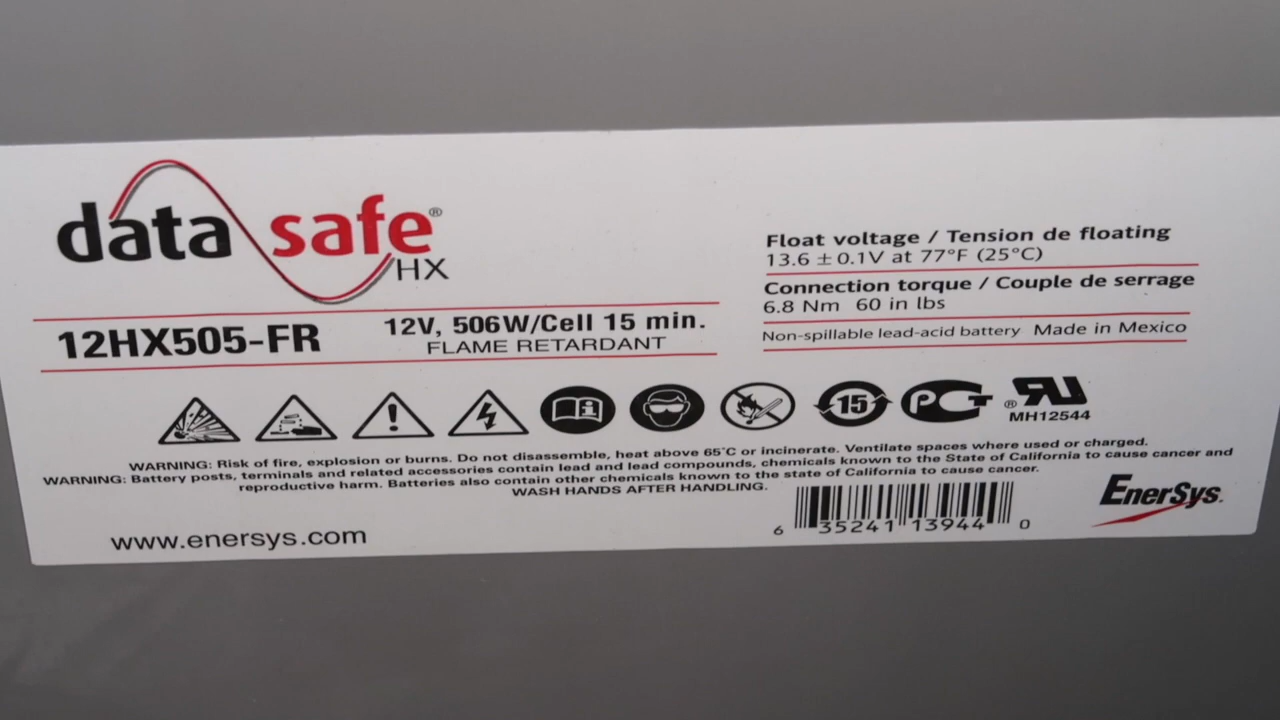 data safe®
HX
12HX505-FR
12V, 506W/Cell 15 min.
FLAME RETARDANT
Float voltage / Tension de floating
13.6 ± 0.1V at 77°F (25°C)
Connection torque / Couple de serrage
6.8 Nm 60 in lbs
Non-spillable lead-acid battery Made in Mexico
15
PCT
® RU
MH12544
WARNING: Risk of fire, explosion or burns. Do not disassemble, heat above 65°C or incinerate. Ventilate spaces where used or charged.
WARNING: Battery posts, terminals and related accessories contain lead and lead compounds, chemicals known to the State of California to cause cancer and
reproductive harm. Batteries also contain other chemicals known to the state of California to cause cancer.
WASH HANDS AFTER HANDLING.
www.enersys.com
6 35241 13944 0
EnerSys.